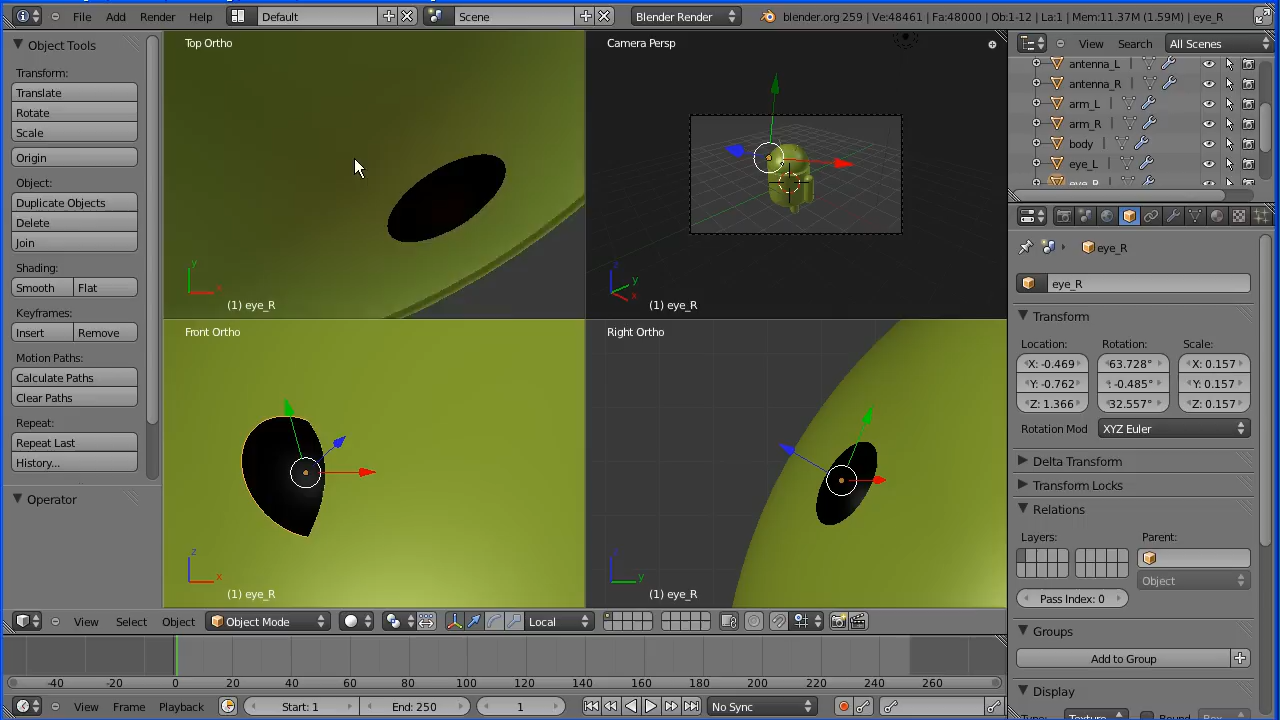 File Add Render Help Default Scene Blender Render blender.org 259 | Ve:48461 | Fa:48000 | Ob:1-12 | La:1 | Mem:11.37M (1.59M) | eye_R
Object Tools
Transform:
Translate
Rotate
Scale
Origin
Object:
Duplicate Objects
Delete
Join
Shading:
Smooth Flat
Keyframes:
Insert Remove
Motion Paths:
Calculate Paths
Clear Paths
Repeat:
Repeat Last
History...
Operator
Top Ortho
y
x
(1) eye_R
Camera Persp
z
y
x
(1) eye_R
Front Ortho
z
x
(1) eye_R
Right Ortho
y
(1) eye_R
View Select Object Object Mode Local
-40 -20 0 20 40 60 80 100 120 140 160 180 200 220 240 260
View Frame Playback Start: 1 End: 250 1 No Sync
View Search All Scenes
antenna_L
antenna_R
arm_L
arm_R
body
eye_L
eye_R
eye_R
eye_R
Transform
Location: Rotation: Scale:
X: -0.469 63.728° X: 0.157
Y: -0.762 -0.485° Y: 0.157
Z: 1.366 32.557° Z: 0.157
Rotation Mod XYZ Euler
Delta Transform
Transform Locks
Relations
Layers: Parent:
Object
Pass Index: 0
Groups
Add to Group
Display